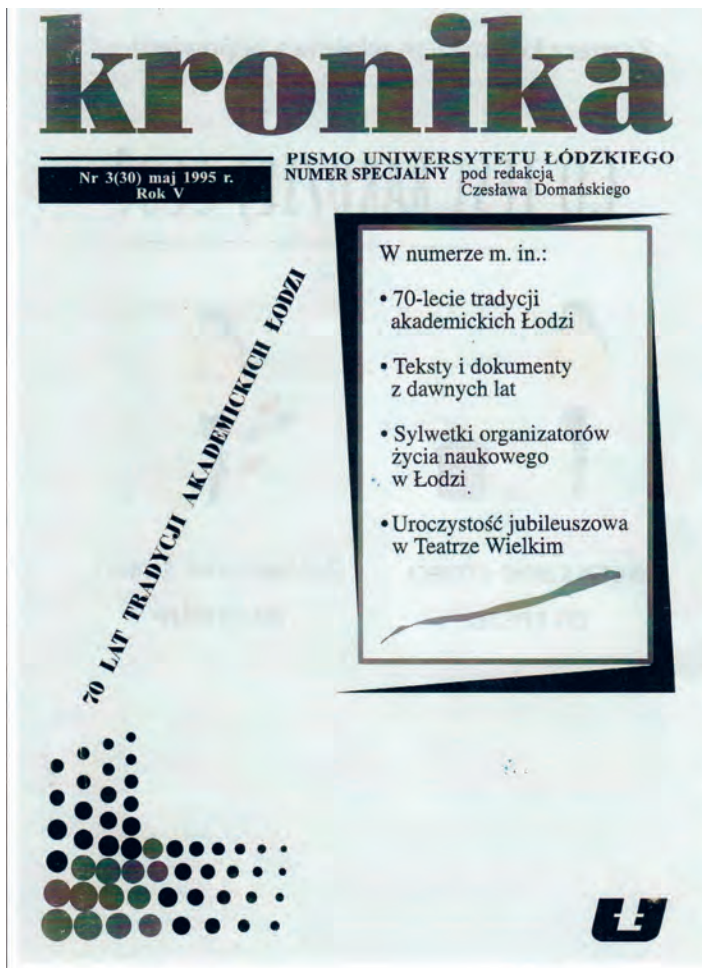 kronika
Nr 3(30) maj 1995 r.
Rok V
PISMO UNIWERSYTETU ŁÓDZKIEGO
NUMER SPECJALNY pod redakcją
Czesława Domańskiego
70 LAT TRADYCJI AKADEMICKICH ŁODZI
W numerze m. in.:
• 70-lecie tradycji
akademickich Łodzi
• Teksty i dokumenty
z dawnych lat
• Sylwetki organizatorów
życia naukowego
w Łodzi
• Uroczystość jubileuszowa
w Teatrze Wielkim
UŁ